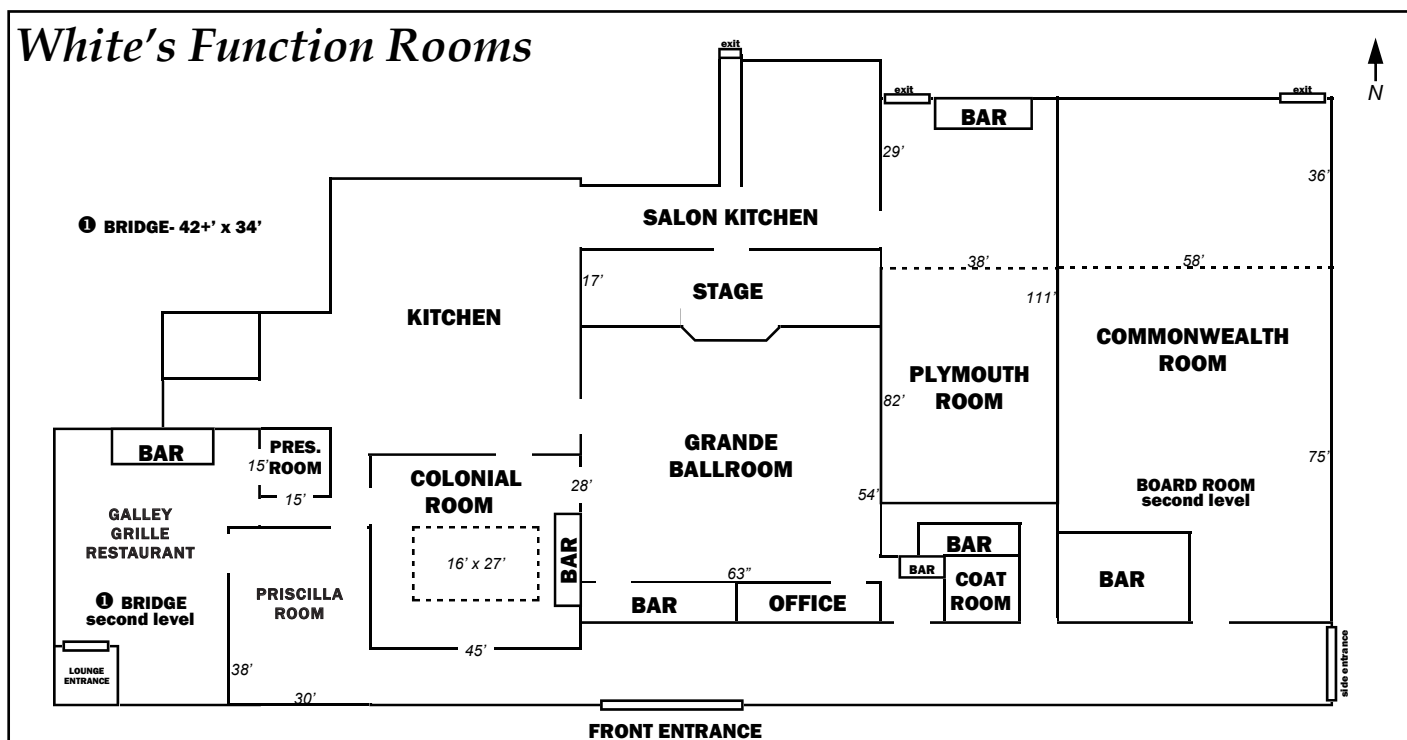 White's Function Rooms
exit
N
exit
exit
BAR
29'
36'
❶ BRIDGE- 42+' x 34'
SALON KITCHEN
38'
58'
17'
STAGE
111'
KITCHEN
COMMONWEALTH
ROOM
PLYMOUTH
ROOM
82'
GRANDE
BALLROOM
BAR
PRES.
ROOM
15'
15'
COLONIAL
ROOM
28'
54'
75'
BOARD ROOM
second level
GALLEY
GRILLE
RESTAURANT
16' x 27'
BAR
BAR
BAR
COAT
ROOM
BAR
63"
❶ BRIDGE
second level
PRISCILLA
ROOM
BAR
OFFICE
45'
LOUNGE
ENTRANCE
38'
30'
side entrance
FRONT ENTRANCE